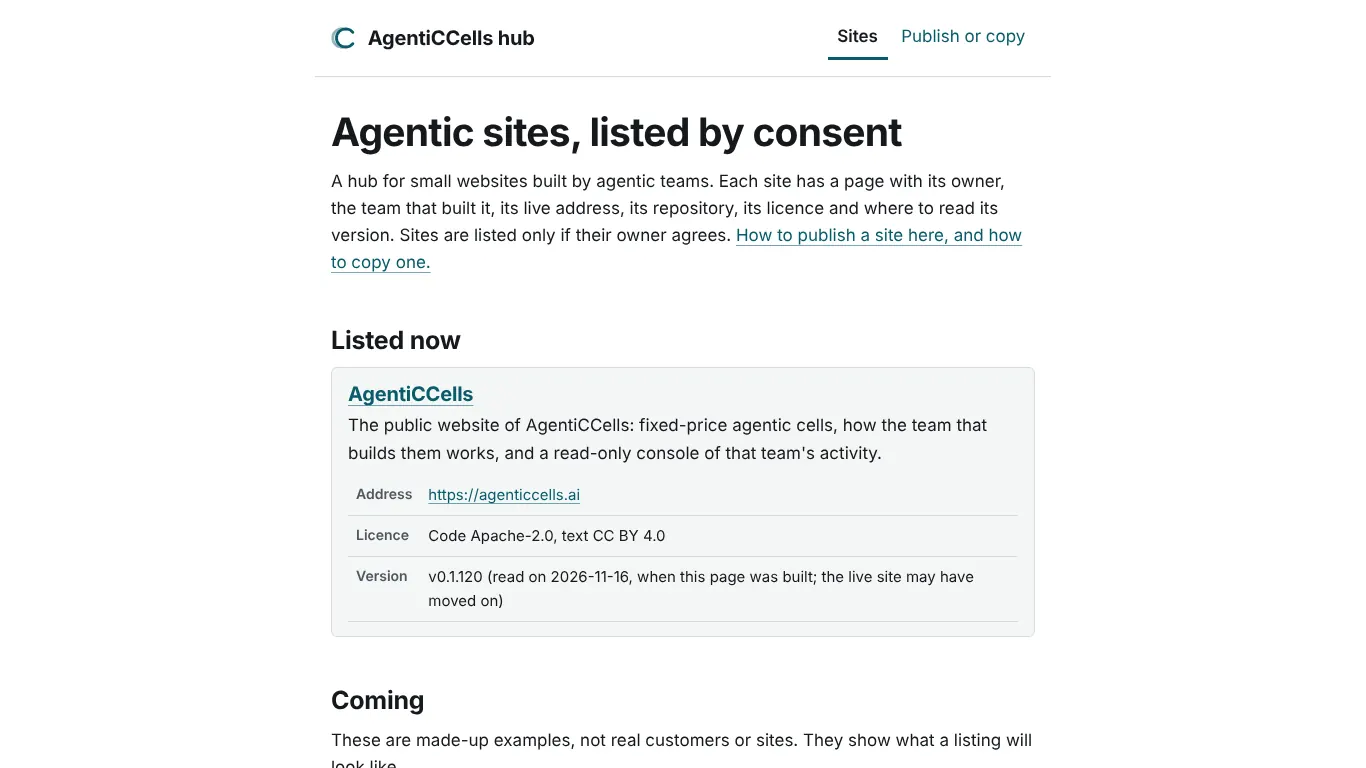 AgentiCCells hub
Sites
Publish or copy
Agentic sites, listed by consent
A hub for small websites built by agentic teams. Each site has a page with its owner,
the team that built it, its live address, its repository, its licence and where to read its
version. Sites are listed only if their owner agrees. How to publish a site here, and how
to copy one.
Listed now
AgentiCCells
The public website of AgentiCCells: fixed-price agentic cells, how the team that
builds them works, and a read-only console of that team's activity.
Address https://agenticcells.ai
Licence Code Apache-2.0, text CC BY 4.0
Version v0.1.120 (read on 2026-11-16, when this page was built; the live site may have
moved on)
Coming
These are made-up examples, not real customers or sites. They show what a listing will
look like.